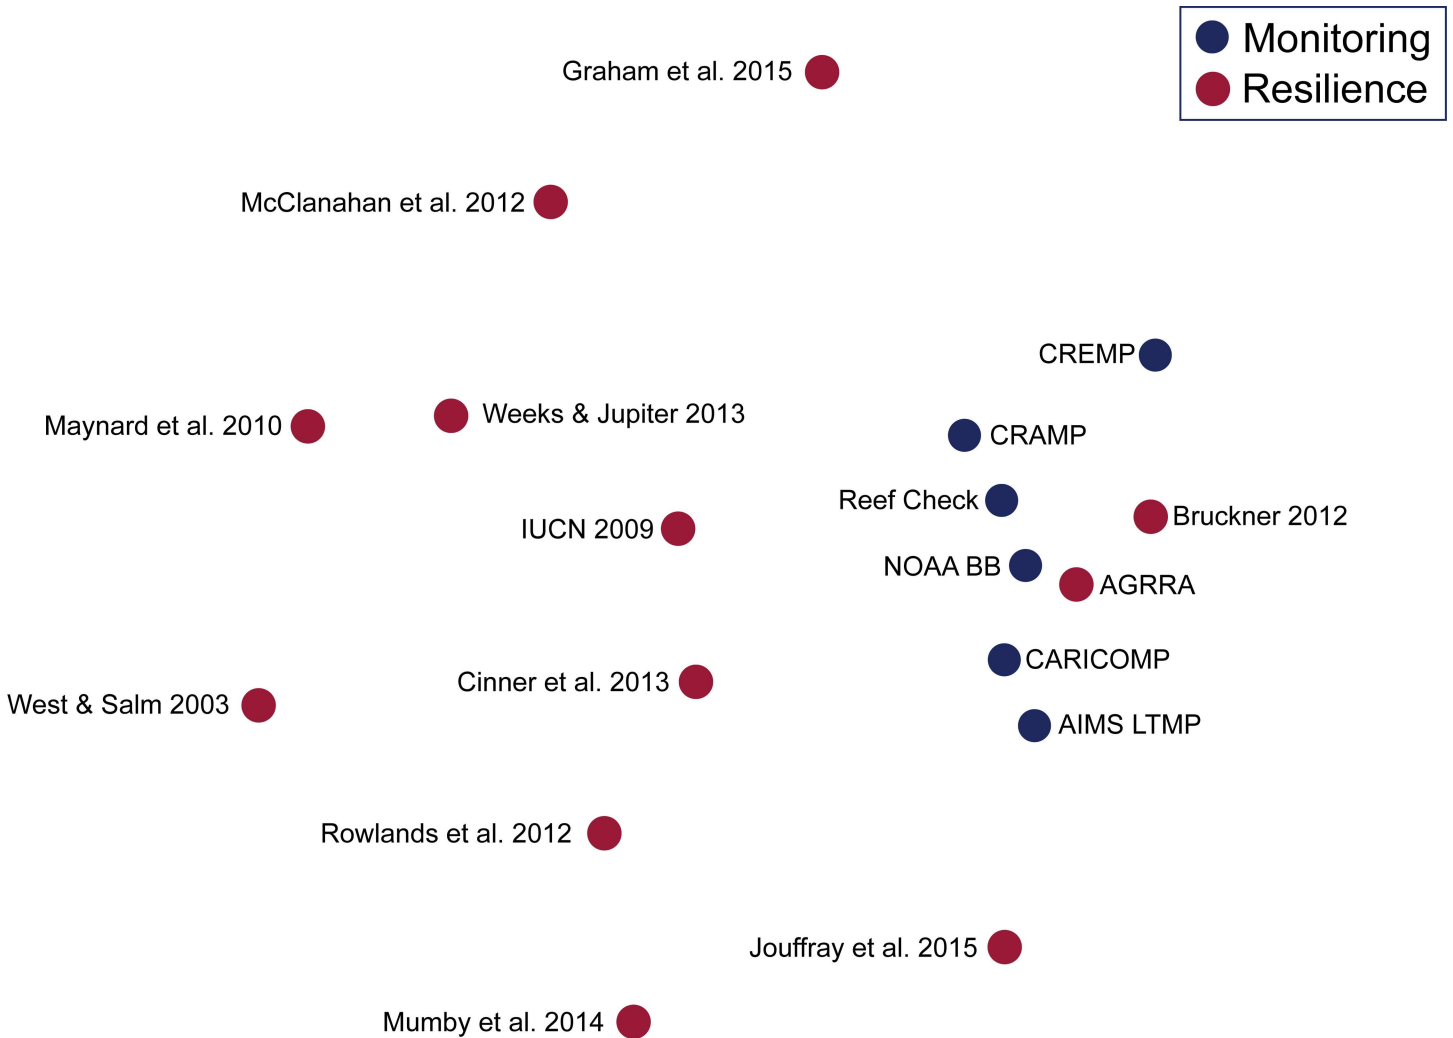 Monitoring
Resilience
Graham et al. 2015
McClanahan et al. 2012
CREMP
Maynard et al. 2010
Weeks & Jupiter 2013
CRAMP
Reef Check
Bruckner 2012
IUCN 2009
NOAA BB
AGRRA
CARICOMP
Cinner et al. 2013
West & Salm 2003
AIMS LTMP
Rowlands et al. 2012
Jouffray et al. 2015
Mumby et al. 2014